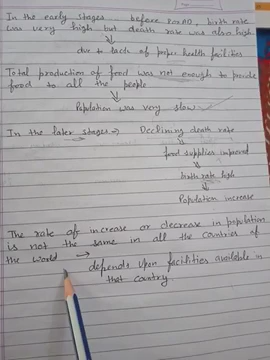 In the early stages.. before 200AD, birth rate
was very high but death rate was also high.
⇓
due to lack of proper health facilities
Total production of food was not enough to provide
food to all the people
⇓
Population was very slow
In the later stages ⇒ Declining death rate
↓
food supplies improved
↓
birth rate high
↓
Population increase
The rate of increase or decrease in population
is not the same in all the countries of
the world →
depends upon facilities available in
that country